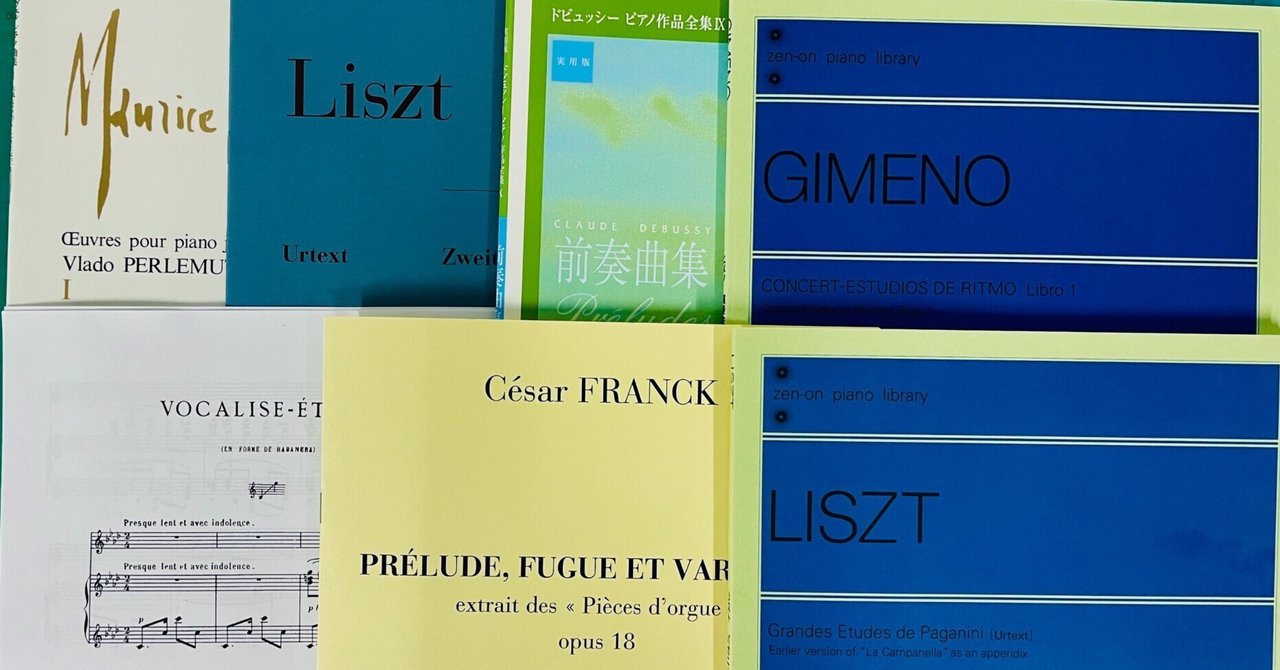 Maurice
Œuvres pour piano
Vlado PERLEMU
I
Liszt
Urtext
Zweit
ドビュッシー ピアノ作品全集 IX
実用版
CLAUDE DEBUSSY
前奏曲集
Préludes
zen-on piano library
GIMENO
CONCERT-ESTUDIOS DE RITMO Libro 1
VOCALISE-ÉT
(EN FORME DE HABANERA)
Presque lent et avec indolence.
Presque lent et avec indolence.
César FRANCK
PRÉLUDE, FUGUE ET VAR
extrait des « Pièces d'orgue
opus 18
zen-on piano library
LISZT
Grandes Etudes de Paganini [Urtext]
Earlier version of "La Campanella" as an appendix